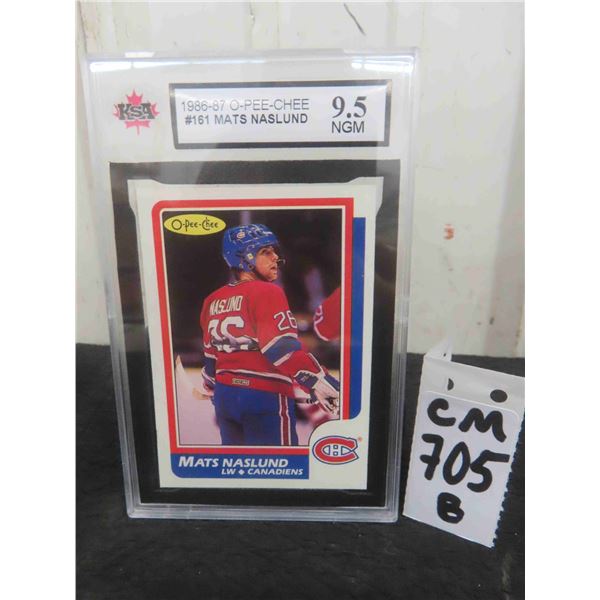 KSA
1986-87 O-PEE-CHEE
#161 MATS NASLUND
9.5
NGM
O-Pee-Chee
NASLUND
26
26
MATS NASLUND
LW ◆ CANADIENS
CM
705
B